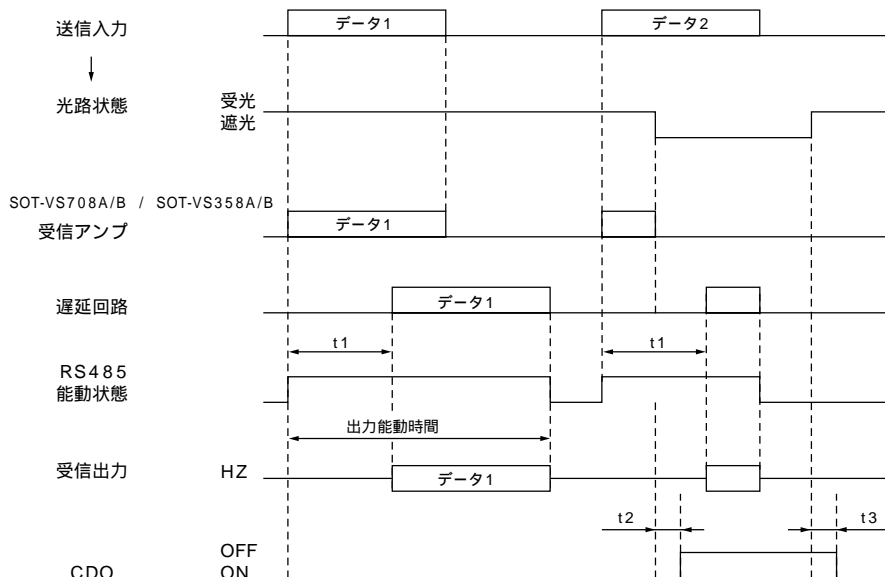 送信入力
データ1
データ2
光路状態
受光
遮光
SOT-VS708A/B / SOT-VS358A/B
受信アンプ
データ1
遅延回路
データ1
t1
t1
RS485
能動状態
出力能動時間
受信出力
HZ
データ1
t2
t3
CDO
OFF
ON